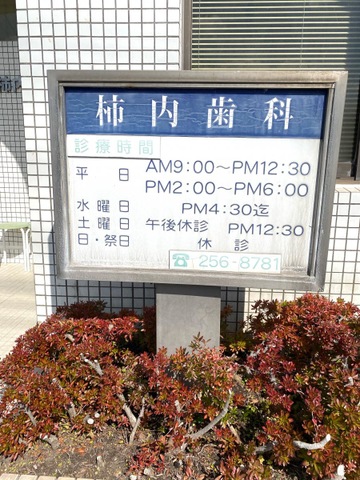 柿内歯科
診療時間
平日 AM9:00～PM12:30
PM2:00～PM6:00
水曜日 PM4:30迄
土曜日 午後休診 PM12:30
日・祭日 休診
☎256-8781